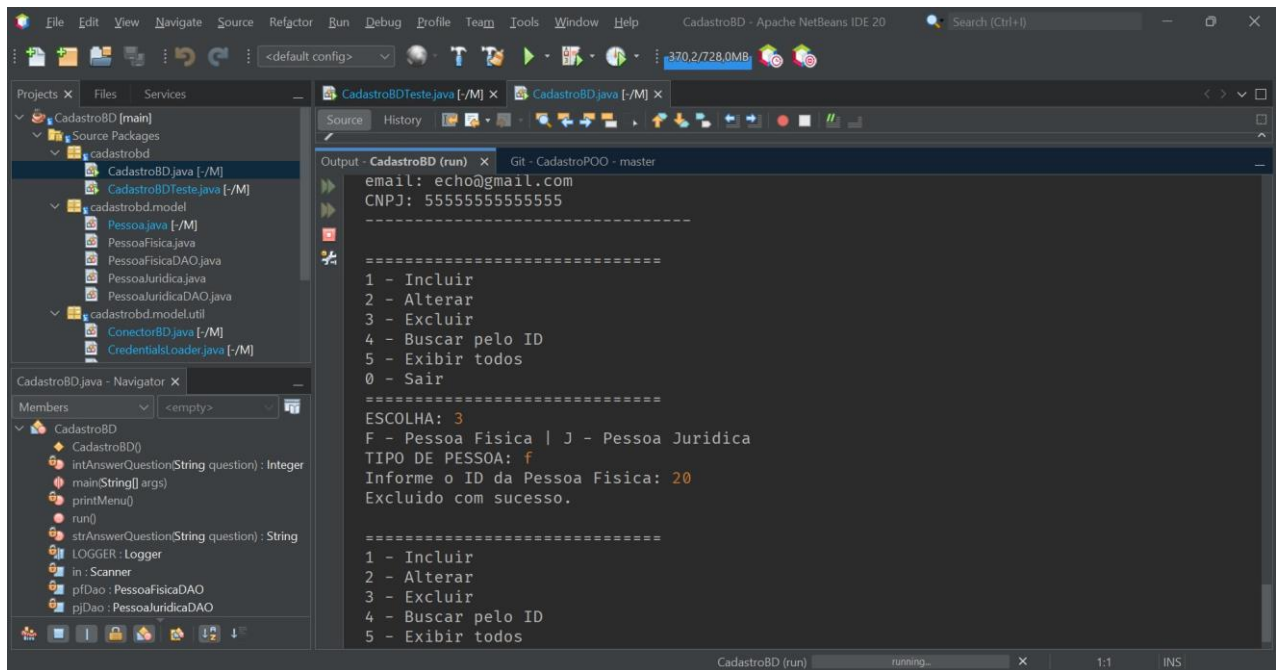 File Edit View Navigate Source Refactor Run Debug Profile Team Tools Window Help CadastroBD - Apache NetBeans IDE 20 Search (Ctrl+I)
<default config> 370,2/728,0MB
Projects Files Services
CadastroBD [main]
Source Packages
cadastrobd
CadastroBD.java [-/M]
CadastroBDTeste.java [-/M]
cadastrobd.model
Pessoa.java [-/M]
PessoaFisica.java
PessoaFisicaDAO.java
PessoaJuridica.java
PessoaJuridicaDAO.java
cadastrobd.model.util
ConectorBD.java [-/M]
CredentialsLoader.java [-/M]
CadastroBD.java - Navigator
Members <empty>
CadastroBD
CadastroBD()
intAnswerQuestion(String question) : Integer
main(String[] args)
printMenu()
run()
strAnswerQuestion(String question) : String
LOGGER : Logger
in : Scanner
pfDao : PessoaFisicaDAO
pjDao : PessoaJuridicaDAO
CadastroBDTeste.java [-/M] CadastroBD.java [-/M]
Source History
Output - CadastroBD (run) Git - CadastroPOO - master
email: echo@gmail.com
CNPJ: 55555555555555
---------------------------------
==============================
1 - Incluir
2 - Alterar
3 - Excluir
4 - Buscar pelo ID
5 - Exibir todos
0 - Sair
==============================
ESCOLHA: 3
F - Pessoa Fisica | J - Pessoa Juridica
TIPO DE PESSOA: f
Informe o ID da Pessoa Fisica: 20
Excluido com sucesso.
==============================
1 - Incluir
2 - Alterar
3 - Excluir
4 - Buscar pelo ID
5 - Exibir todos
CadastroBD (run) running... 1:1 INS